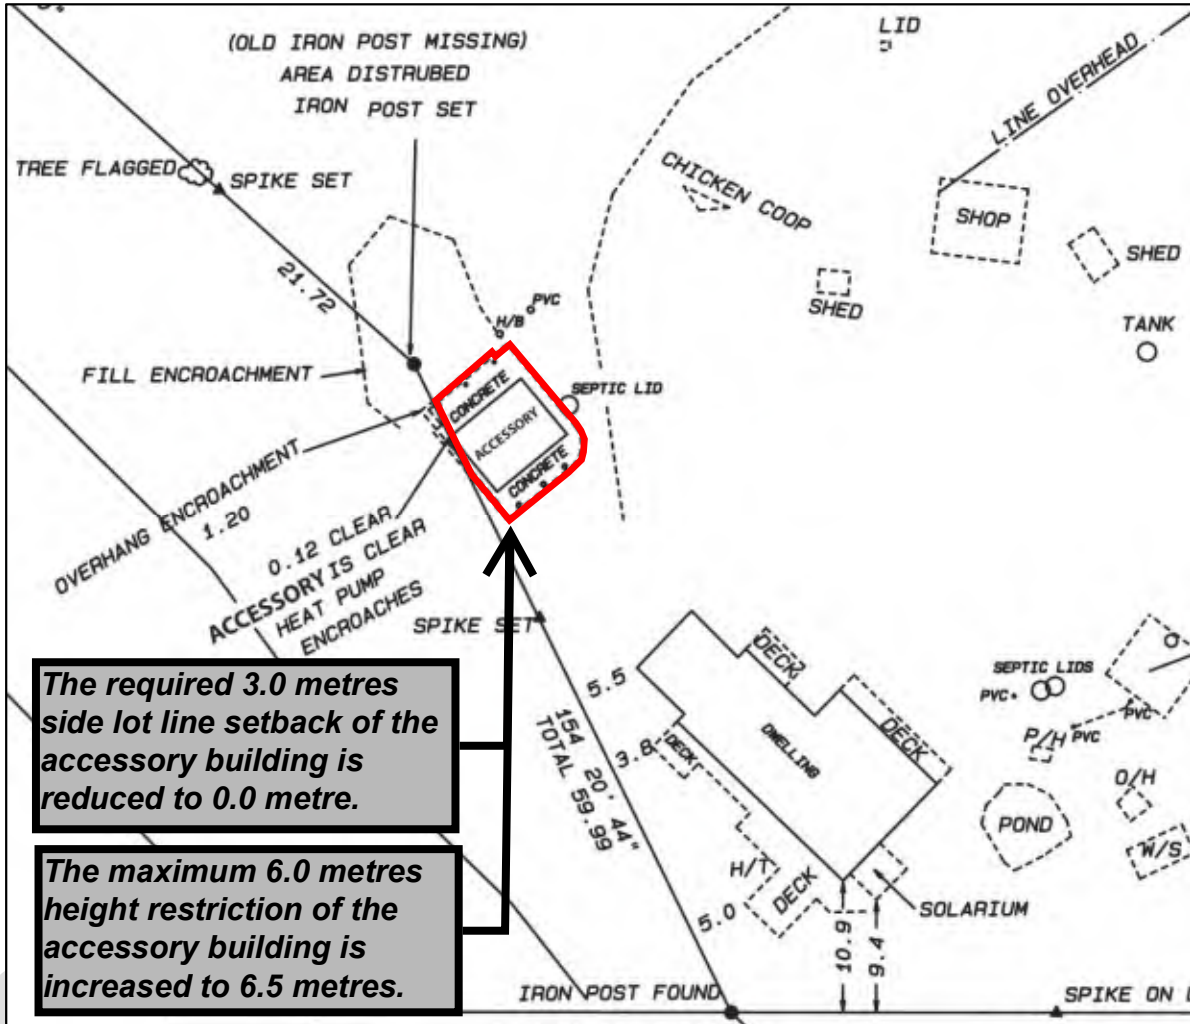 (OLD IRON POST MISSING)
AREA DISTRUBED
IRON POST SET
LID
LINE OVERHEAD
TREE FLAGGED
SPIKE SET
CHICKEN COOP
SHOP
SHED
SHED
TANK
21.72
PVC
H/B
FILL ENCROACHMENT
SEPTIC LID
CONCRETE
ACCESSORY
CONCRETE
OVERHANG ENCROACHMENT
1.20
0.12 CLEAR
ACCESSORY IS CLEAR
HEAT PUMP
ENCROACHES
SPIKE SET
The required 3.0 metres
side lot line setback of the
accessory building is
reduced to 0.0 metre.
The maximum 6.0 metres
height restriction of the
accessory building is
increased to 6.5 metres.
154 20' 44"
TOTAL 59.99
5.5
3.8
5.0
DECK
DECK
DECK
DWELLING
H/T
DECK
SOLARIUM
10.9
9.4
SEPTIC LIDS
PVC
PVC
P/H
PVC
O/H
POND
W/S
IRON POST FOUND
SPIKE ON